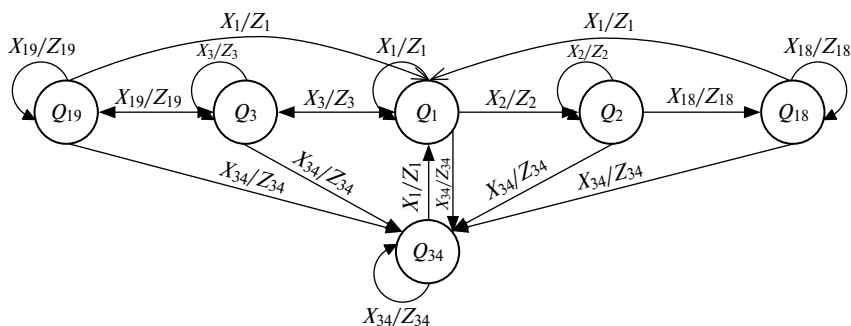 X1/Z1 X1/Z1
X19/Z19 X3/Z3 X1/Z1 X2/Z2 X18/Z18
Q19 X19/Z19 Q3 X3/Z3 Q1 X2/Z2 Q2 X18/Z18 Q18
X34/Z34 X34/Z34 X1/Z1 X34/Z34 X34/Z34 X34/Z34
Q34
X34/Z34